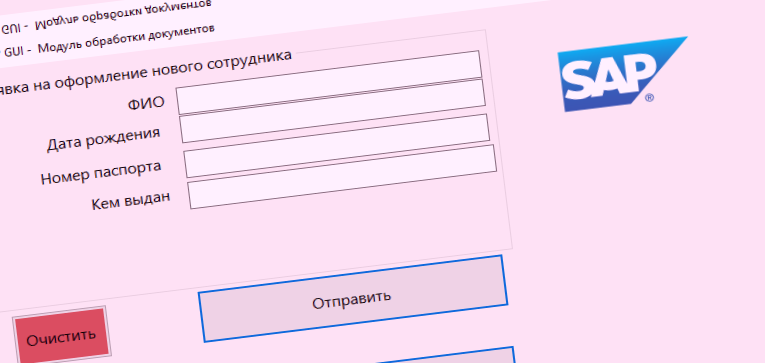 GUI - Модуль обработки документов
GUI - Модуль обработки документов
явка на оформление нового сотрудника
ФИО
Дата рождения
Номер паспорта
Кем выдан
Отправить
Очистить
SAP®